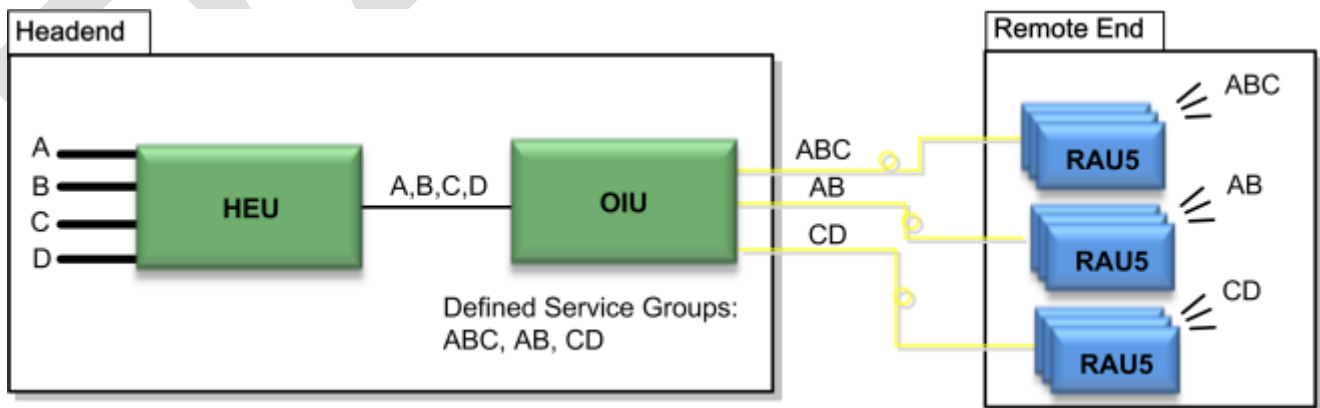 Headend
Remote End
A
B
C
D
HEU
A,B,C,D
OIU
ABC
AB
CD
Defined Service Groups:
ABC, AB, CD
RAU5
ABC
RAU5
AB
RAU5
CD